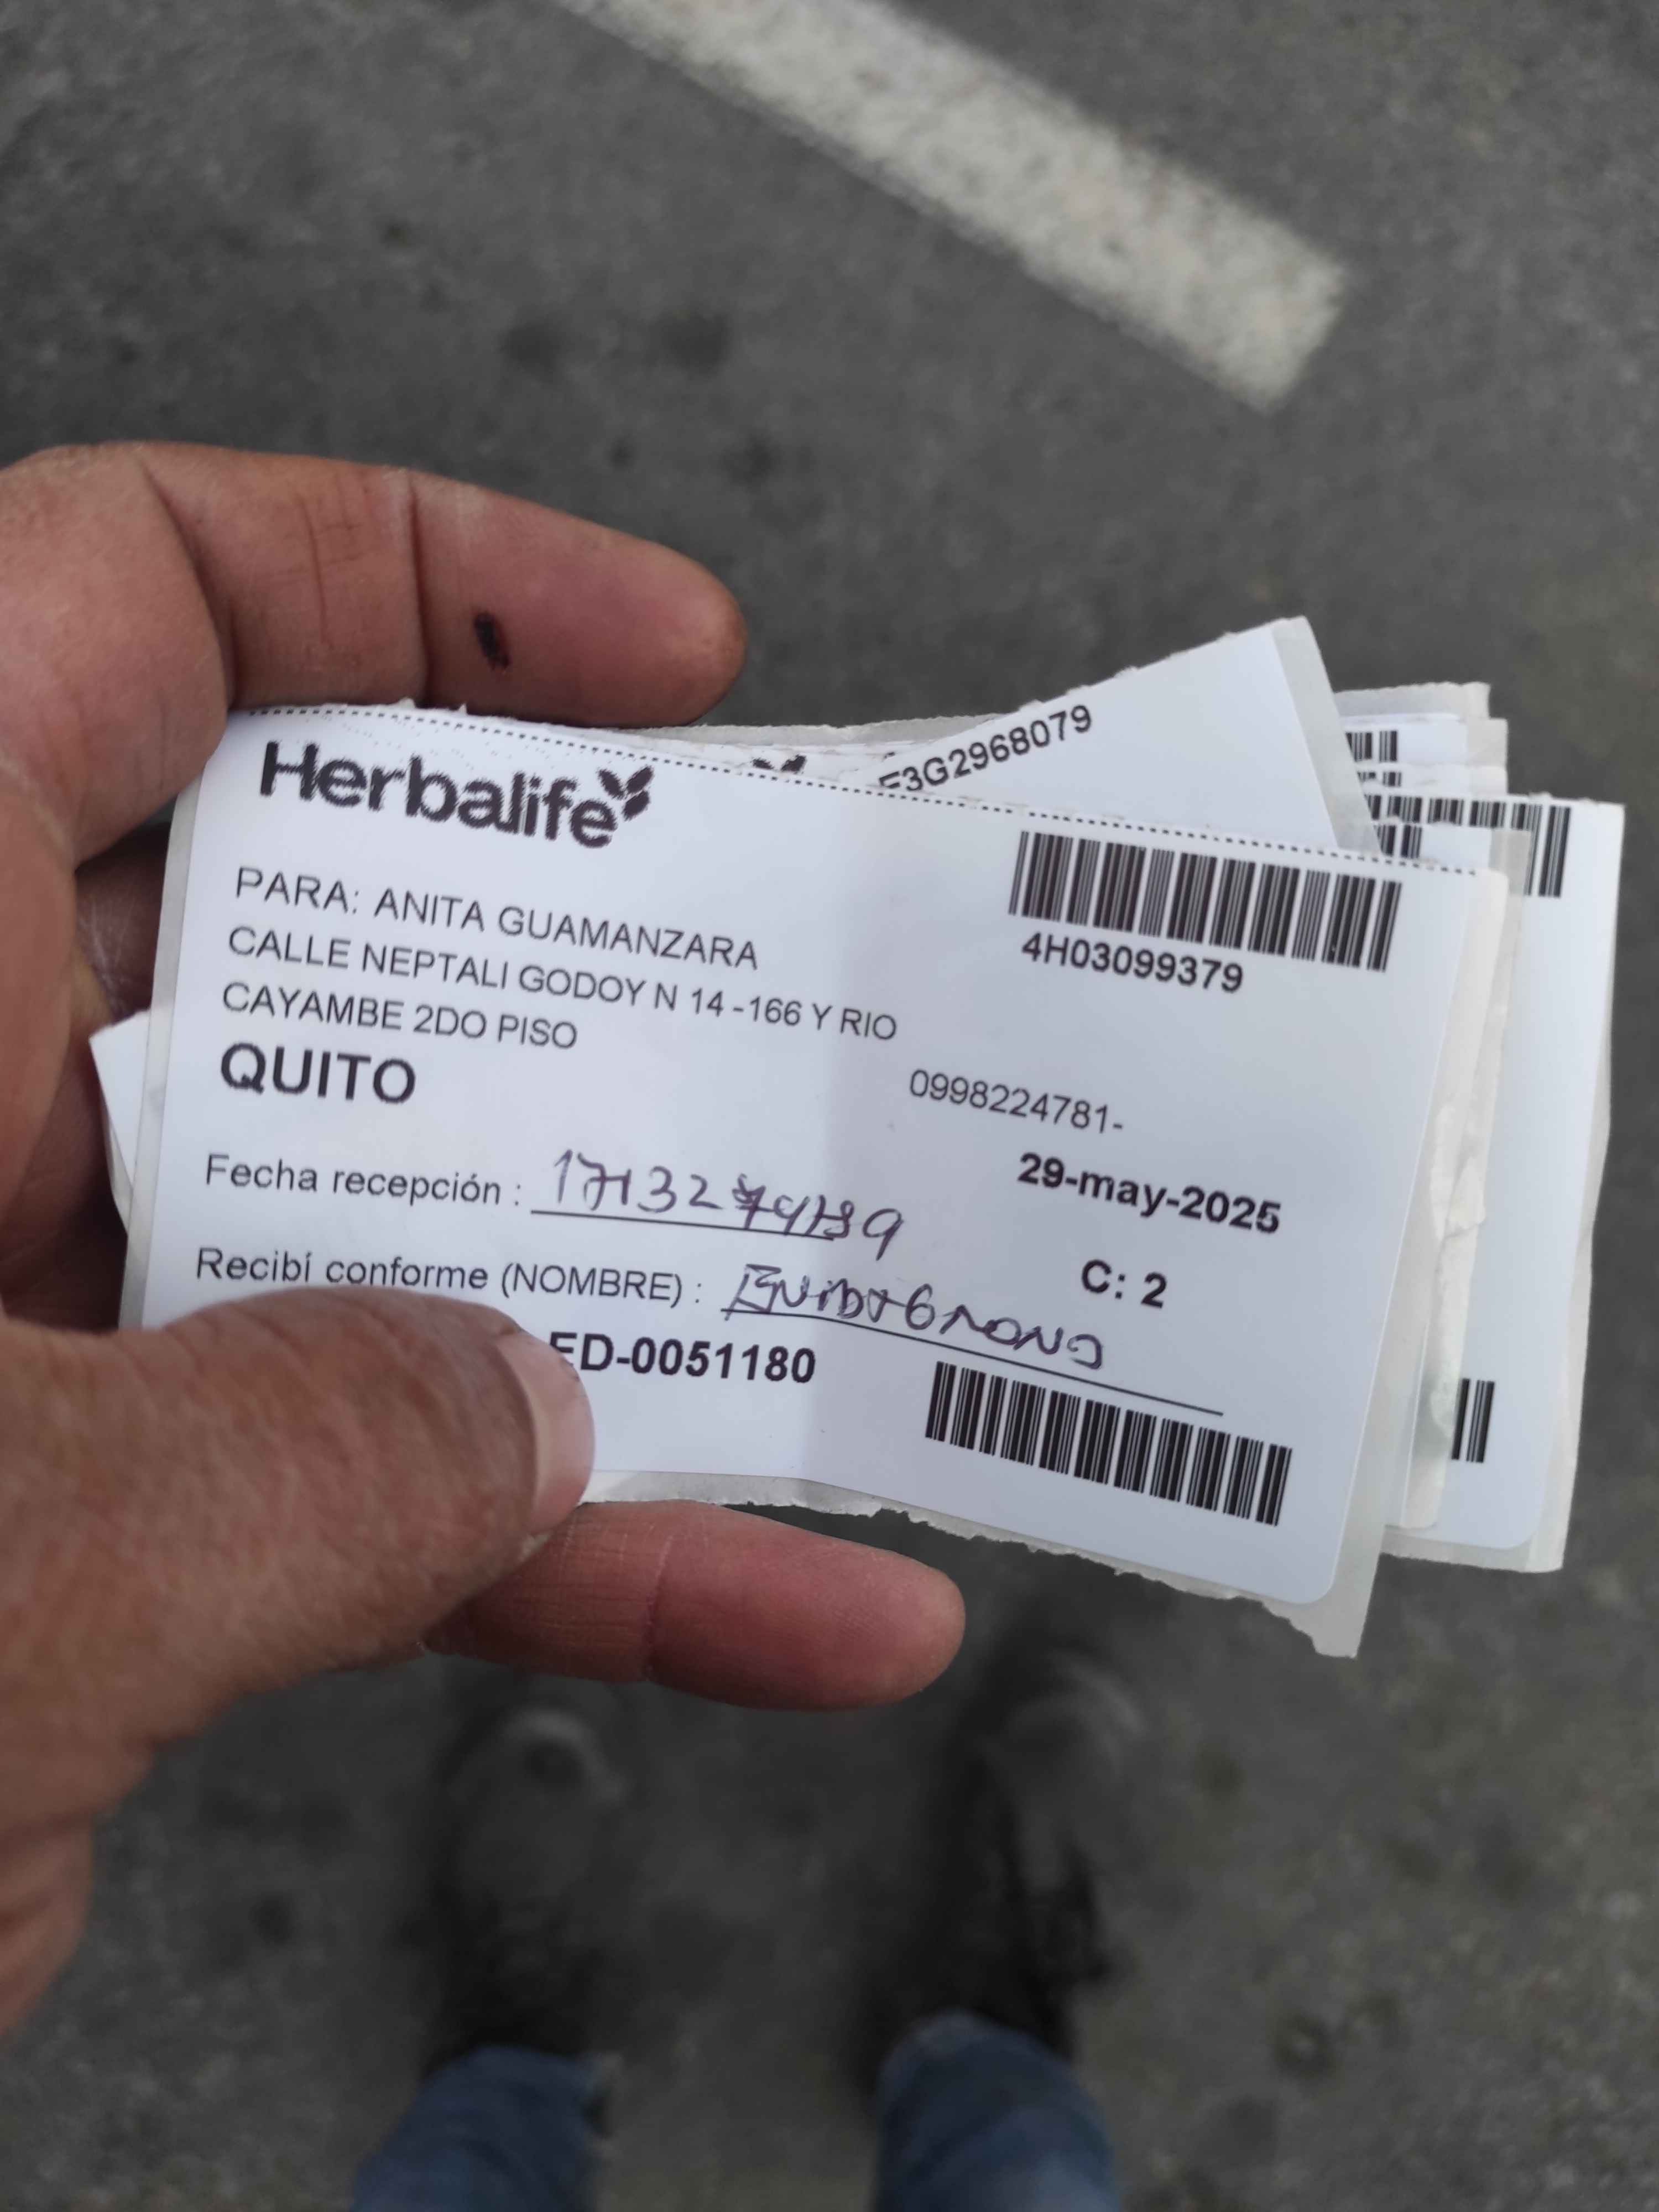 E3G2968079
Herbalife
4H03099379
PARA: ANITA GUAMANZARA
CALLE NEPTALI GODOY N 14 -166 Y RIO
CAYAMBE 2DO PISO
QUITO
0998224781-
29-may-2025
Fecha recepción :
C: 2
Recibí conforme (NOMBRE) :
ED-0051180